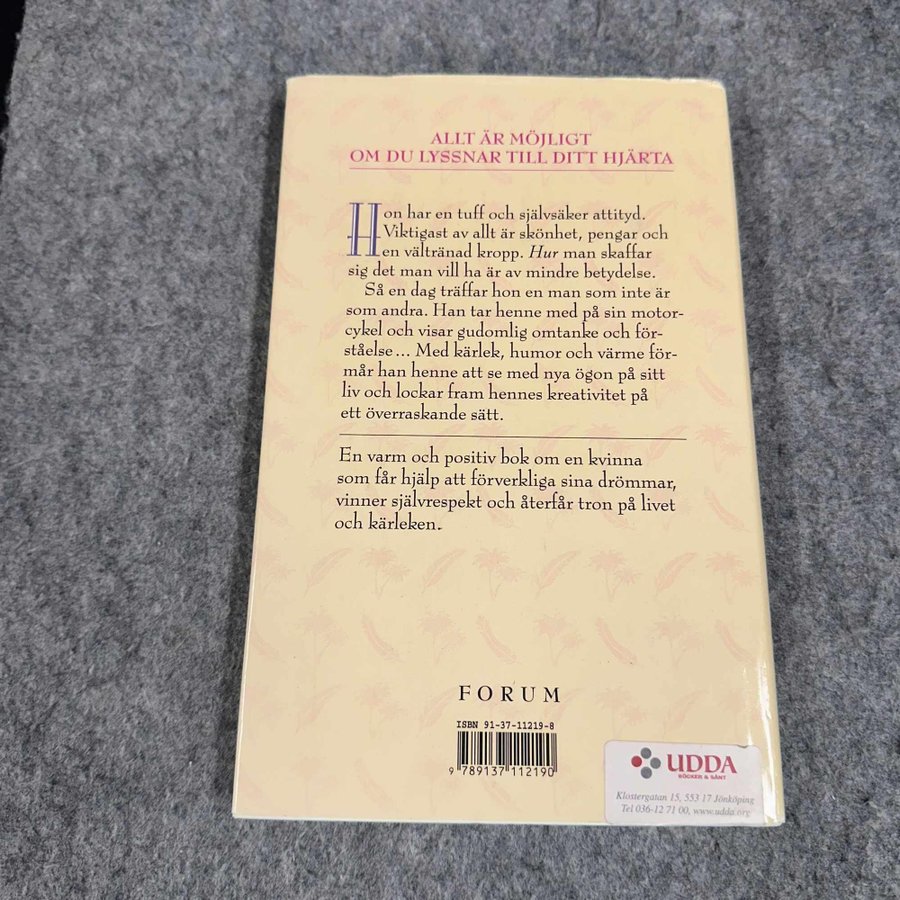 ALLT ÄR MÖJLIGT
OM DU LYSSNAR TILL DITT HJÄRTA
Hon har en tuff och självsäker attityd.
Viktigast av allt är skönhet, pengar och
en vältränad kropp. Hur man skaffar
sig det man vill ha är av mindre betydelse.
Så en dag träffar hon en man som inte är
som andra. Han tar henne med på sin motor-
cykel och visar gudomlig omtanke och för-
ståelse... Med kärlek, humor och värme för-
mår han henne att se med nya ögon på sitt
liv och lockar fram hennes kreativitet på
ett överraskande sätt.
En varm och positiv bok om en kvinna
som får hjälp att förverkliga sina drömmar,
vinner självrespekt och återfår tron på livet
och kärleken.
FORUM
ISBN 91-37-11219-8
9 789137 112190
UDDA
BÖCKER & SÅNT
Klostergatan 15, 553 17 Jönköping
Tel 036-12 71 00, www.udda.org